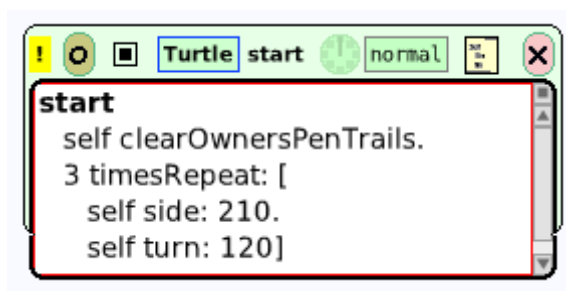 ! O Turtle start normal ×
start
self clearOwnersPenTrails.
3 timesRepeat: [
self side: 210.
self turn: 120]